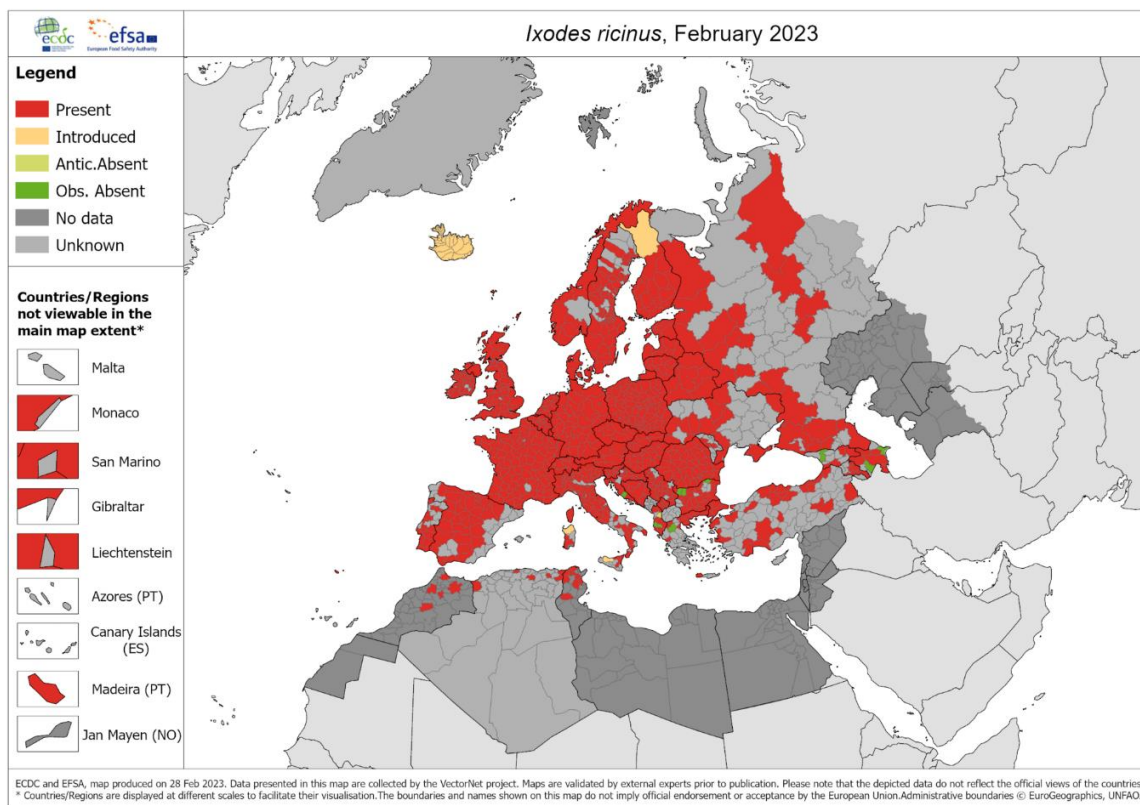 ecdc
efsa
European Food Safety Authority
Ixodes ricinus, February 2023
Legend
Present
Introduced
Antic.Absent
Obs. Absent
No data
Unknown
Countries/Regions
not viewable in the
main map extent*
Malta
Monaco
San Marino
Gibraltar
Liechtenstein
Azores (PT)
Canary Islands
(ES)
Madeira (PT)
Jan Mayen (NO)
ECDC and EFSA, map produced on 28 Feb 2023. Data presented in this map are collected by the VectorNet project. Maps are validated by external experts prior to publication. Please note that the depicted data do not reflect the official views of the countries
* Countries/Regions are displayed at different scales to facilitate their visualisation.The boundaries and names shown on this map do not imply official endorsement or acceptance by the European Union.Administrative boundaries © EuroGeographics, UNFAO